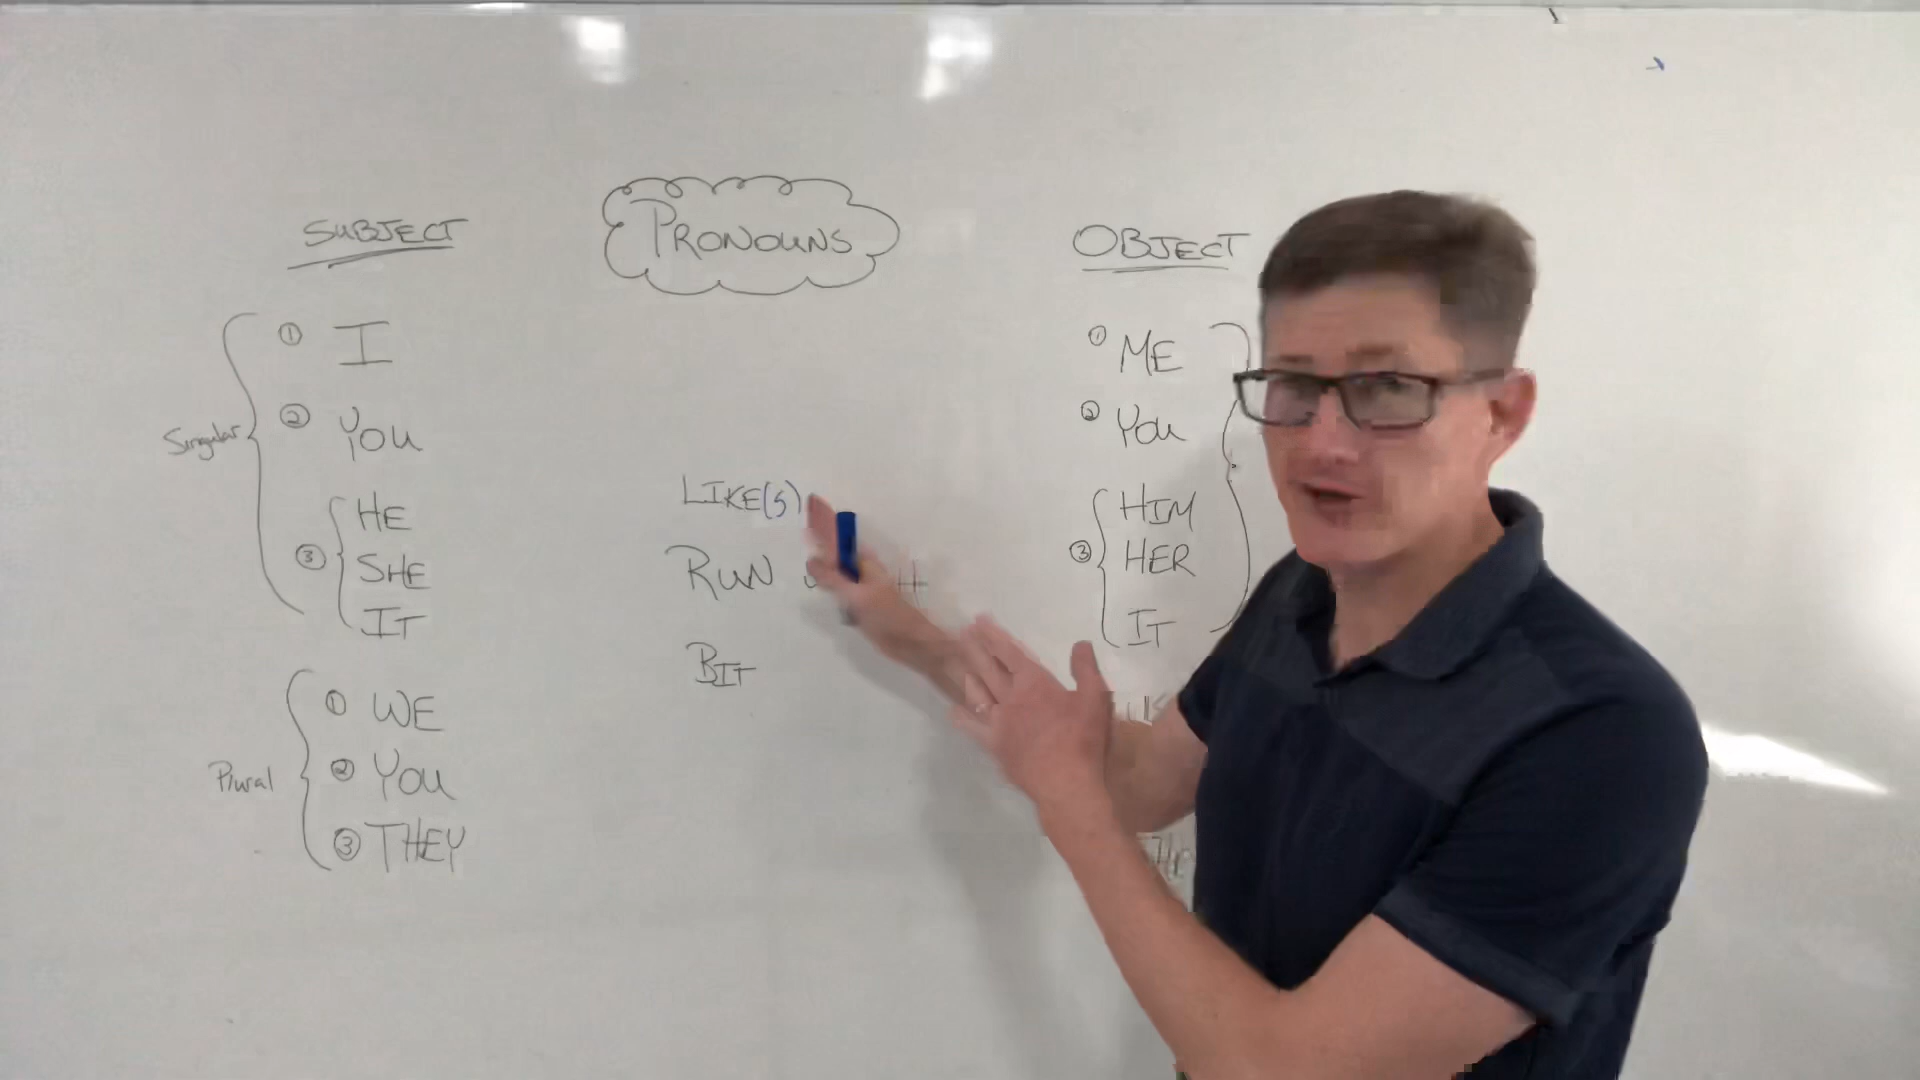 PRONOUNS
SUBJECT
Singular
① I
② YOU
③ HE
SHE
IT
Plural
① WE
② YOU
③ THEY
LIKE(S)
RUN
BIT
OBJECT
① ME
② YOU
③ HIM
HER
IT